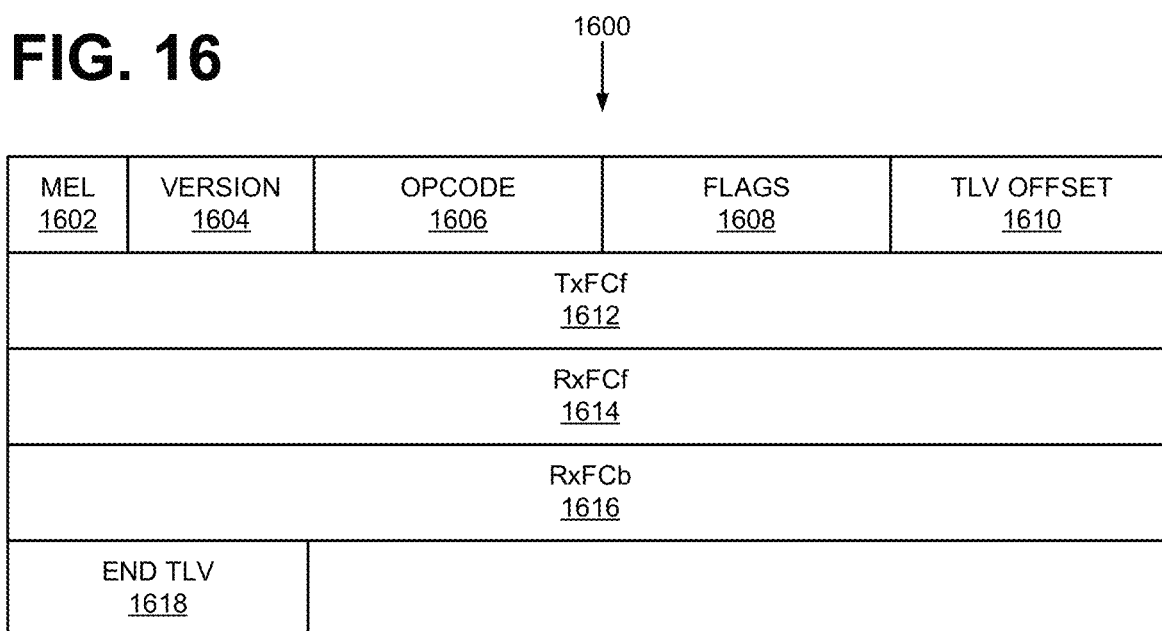 FIG. 16
1600
MEL VERSION OPCODE FLAGS TLV OFFSET
1602 1604 1606 1608 1610
TxFCf
1612
RxFCf
1614
RxFCb
1616
END TLV
1618